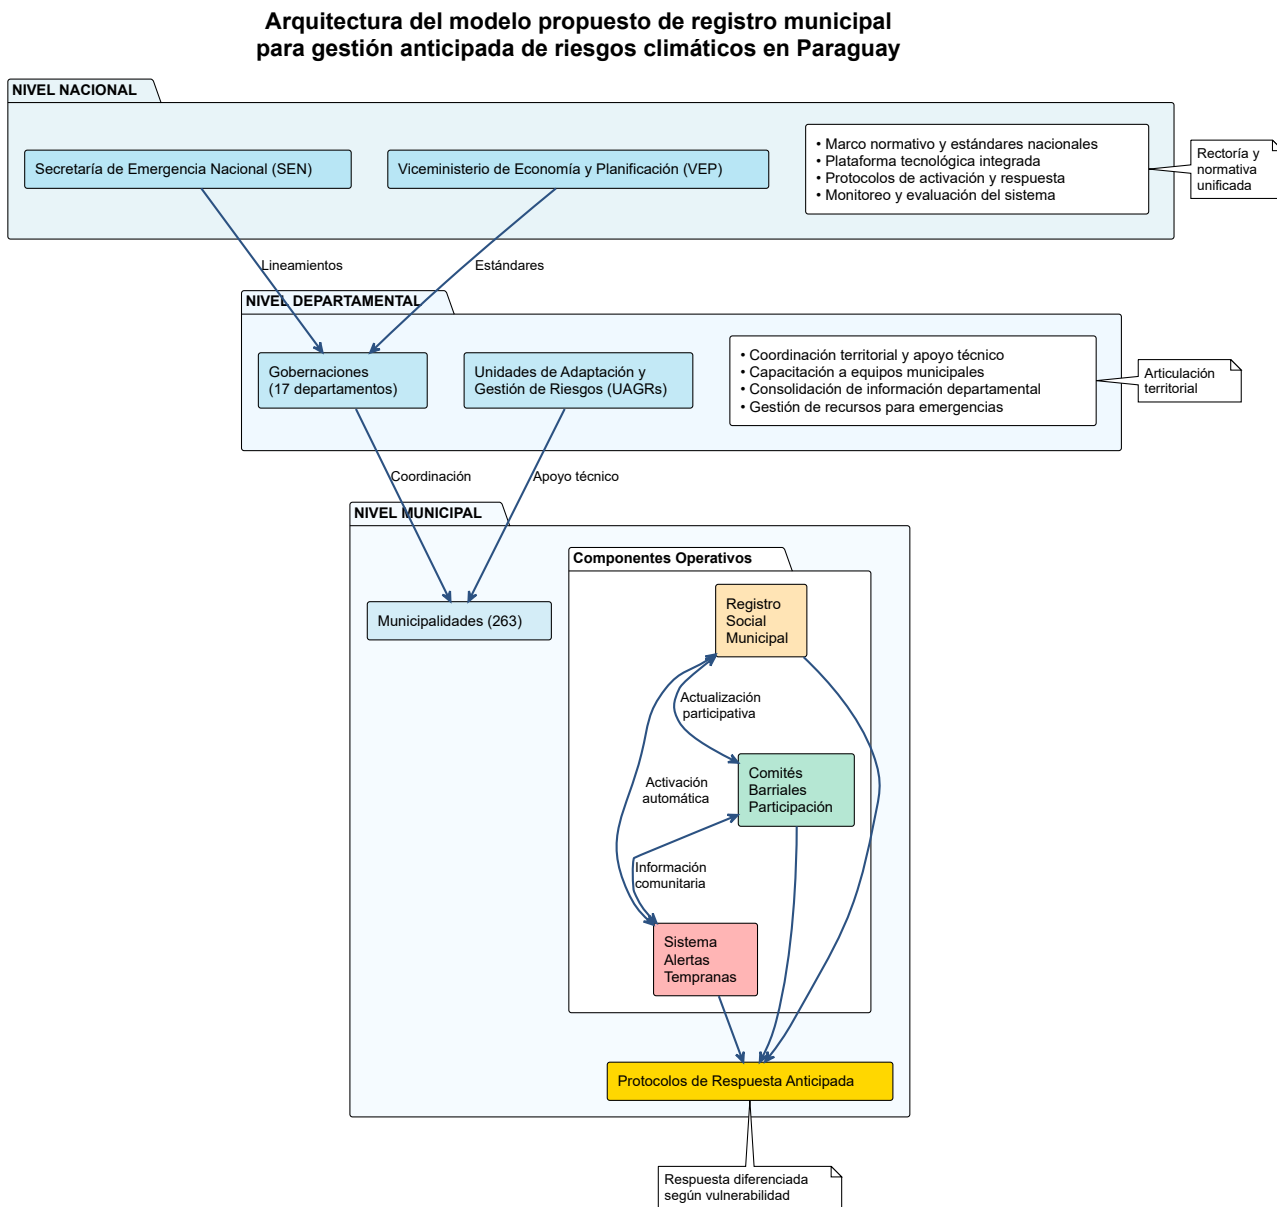 Arquitectura del modelo propuesto de registro municipal
para gestión anticipada de riesgos climáticos en Paraguay
NIVEL NACIONAL
Secretaría de Emergencia Nacional (SEN)
Viceministerio de Economía y Planificación (VEP)
• Marco normativo y estándares nacionales
• Plataforma tecnológica integrada
• Protocolos de activación y respuesta
• Monitoreo y evaluación del sistema
Rectoría y
normativa
unificada
Lineamientos
Estándares
NIVEL DEPARTAMENTAL
Gobernaciones
(17 departamentos)
Unidades de Adaptación y
Gestión de Riesgos (UAGRs)
• Coordinación territorial y apoyo técnico
• Capacitación a equipos municipales
• Consolidación de información departamental
• Gestión de recursos para emergencias
Articulación
territorial
Coordinación
Apoyo técnico
NIVEL MUNICIPAL
Municipalidades (263)
Componentes Operativos
Registro
Social
Municipal
Actualización
participativa
Comités
Barriales
Participación
Activación
automática
Información
comunitaria
Sistema
Alertas
Tempranas
Protocolos de Respuesta Anticipada
Respuesta diferenciada
según vulnerabilidad